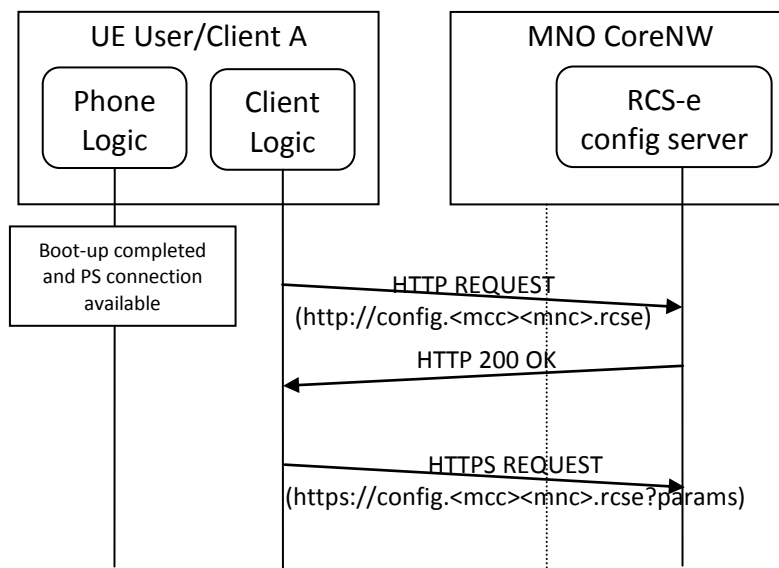 UE User/Client A
MNO CoreNW
Phone
Logic
Client
Logic
RCS-e
config server
Boot-up completed
and PS connection
available
HTTP REQUEST
(http://config.<mcc><mnc>.rcse)
HTTP 200 OK
HTTPS REQUEST
(https://config.<mcc><mnc>.rcse?params)